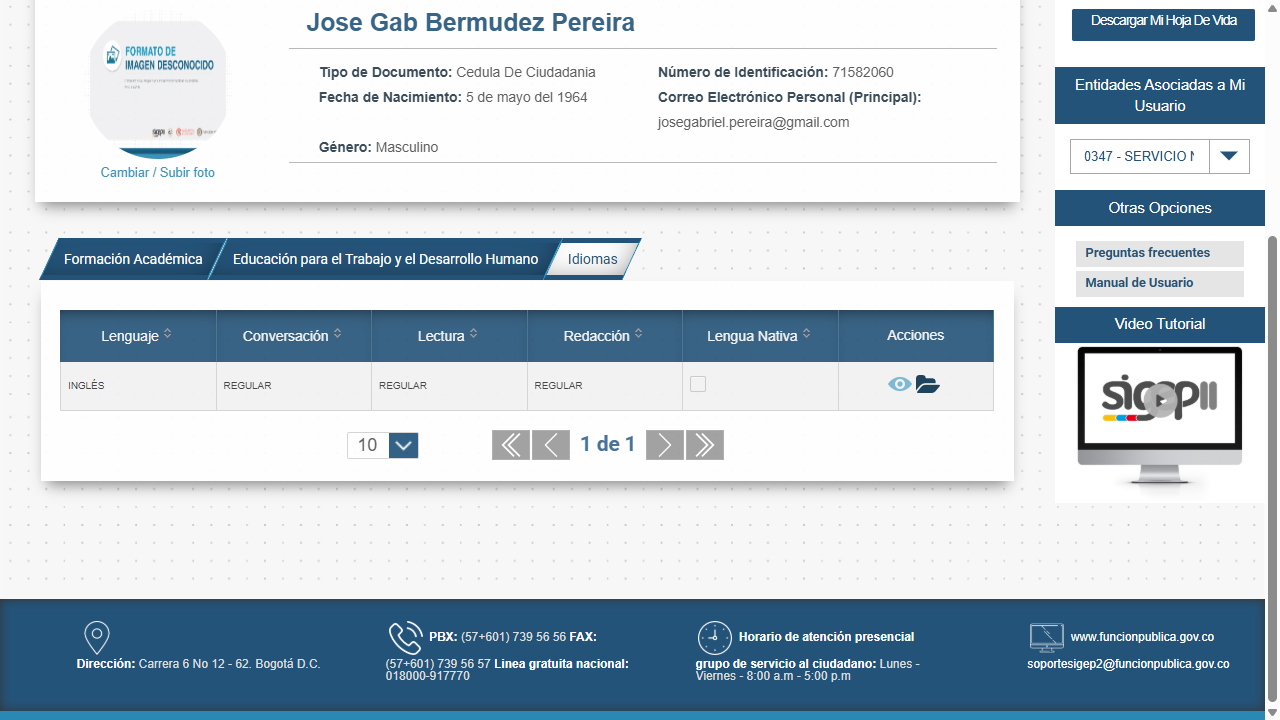 Jose Gab Bermudez Pereira
FORMATO DE
IMAGEN DESCONOCIDO
Cambiar / Subir foto
Tipo de Documento: Cedula De Ciudadania
Número de Identificación: 71582060
Fecha de Nacimiento: 5 de mayo del 1964
Correo Electrónico Personal (Principal):
josegabriel.pereira@gmail.com
Género: Masculino
Descargar Mi Hoja De Vida
Entidades Asociadas a Mi
Usuario
0347 - SERVICIO N
Otras Opciones
Preguntas frecuentes
Manual de Usuario
Video Tutorial
sigepII
Formación Académica
Educación para el Trabajo y el Desarrollo Humano
Idiomas
Lenguaje
Conversación
Lectura
Redacción
Lengua Nativa
Acciones
INGLÉS
REGULAR
REGULAR
REGULAR
10
1 de 1
Dirección: Carrera 6 No 12 - 62. Bogotá D.C.
PBX: (57+601) 739 56 56 FAX:
(57+601) 739 56 57 Linea gratuita nacional:
018000-917770
Horario de atención presencial
grupo de servicio al ciudadano: Lunes -
Viernes - 8:00 a.m - 5:00 p.m
www.funcionpublica.gov.co
soportesigep2@funcionpublica.gov.co